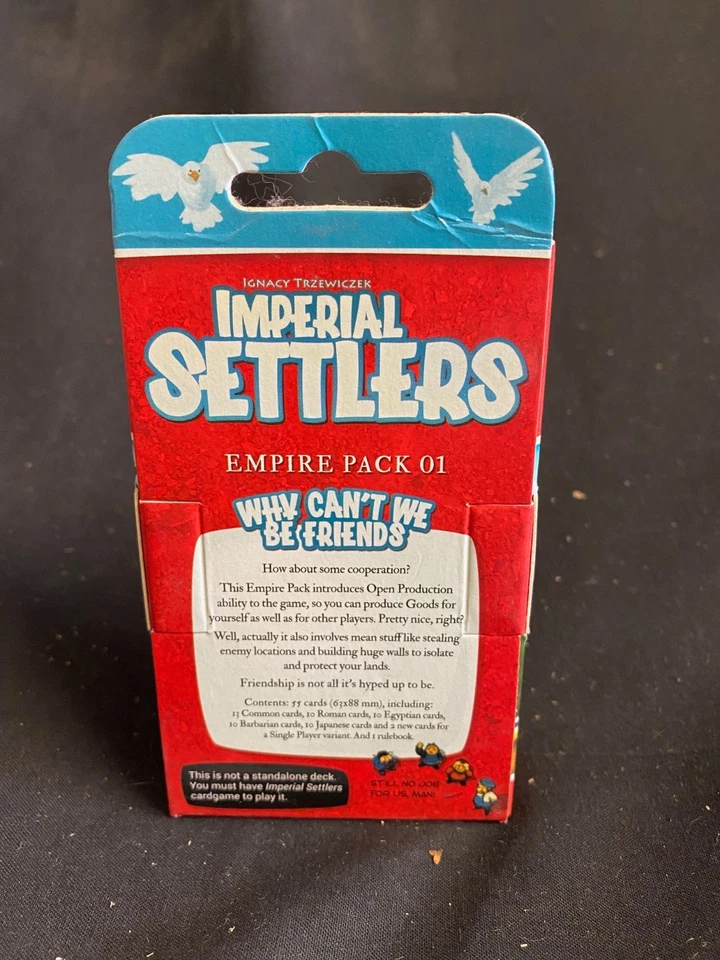 IGNACY TRZEWICZEK
IMPERIAL
SETTLERS
EMPIRE PACK 01
WHY CAN'T WE
BE FRIENDS
How about some cooperation?
This Empire Pack introduces Open Production
ability to the game, so you can produce Goods for
yourself as well as for other players. Pretty nice, right?
Well, actually it also involves mean stuff like stealing
enemy locations and building huge walls to isolate
and protect your lands.
Friendship is not all it's hyped up to be.
Contents: 55 cards (63x88 mm), including:
13 Common cards, 10 Roman cards, 10 Egyptian cards,
10 Barbarian cards, 10 Japanese cards and 2 new cards for
a Single Player variant. And 1 rulebook.
This is not a standalone deck.
You must have Imperial Settlers
cardgame to play it.
STILL NO JOB
FOR US, MAN!